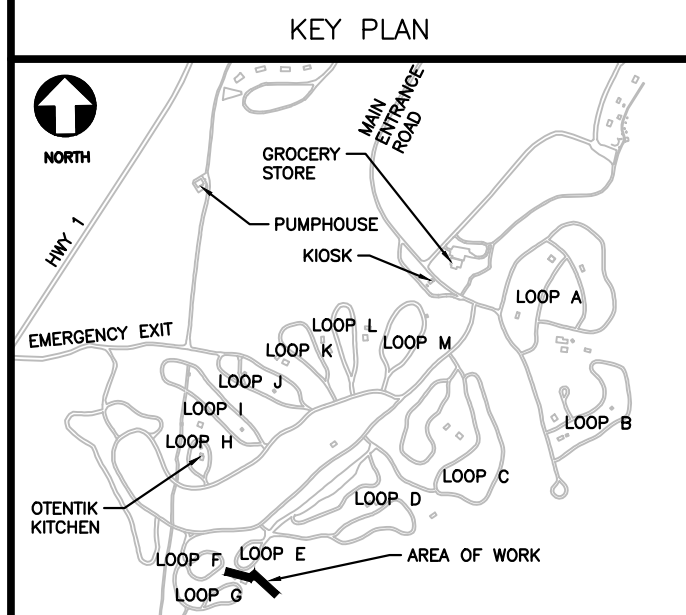 KEY PLAN
NORTH
MAIN
ENTRANCE
ROAD
GROCERY
STORE
HWY 1
PUMPHOUSE
KIOSK
LOOP A
EMERGENCY EXIT
LOOP L
LOOP K
LOOP M
LOOP J
LOOP I
LOOP B
LOOP H
LOOP C
LOOP D
OTENTIK
KITCHEN
LOOP E
LOOP F
AREA OF WORK
LOOP G